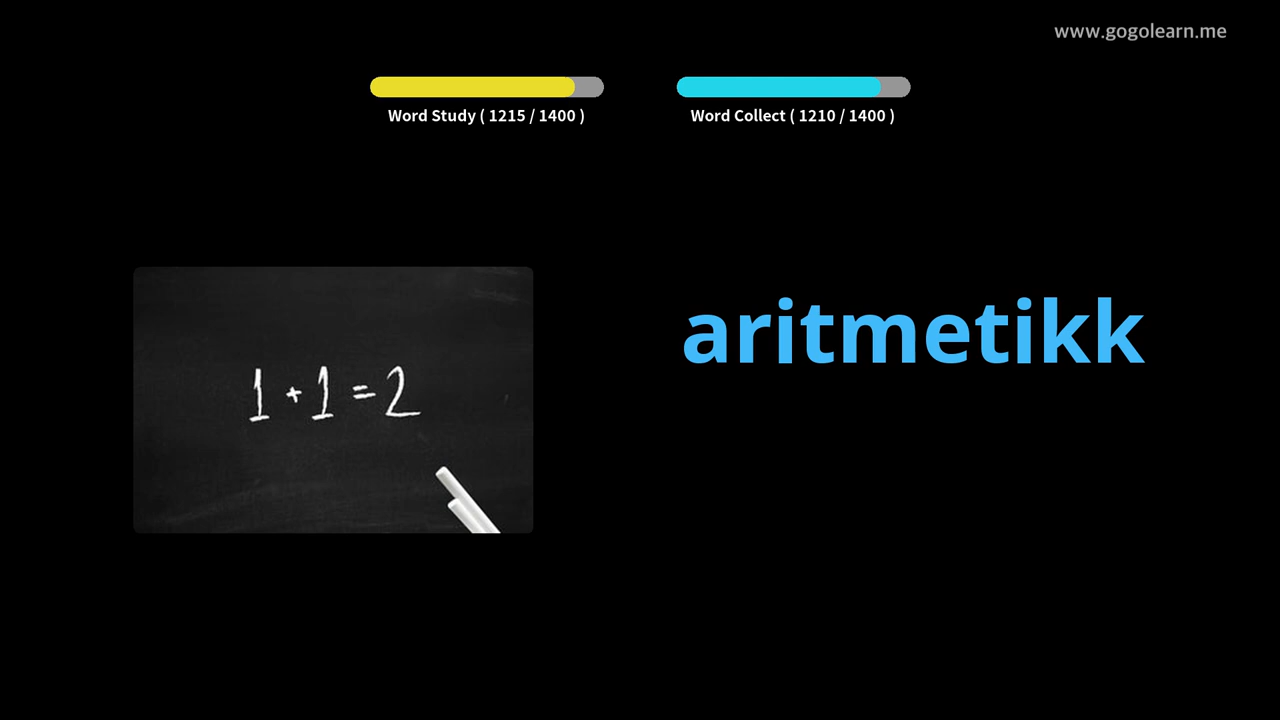 www.gogolearn.me
Word Study ( 1215 / 1400 )
Word Collect ( 1210 / 1400 )
aritmetikk
1 + 1 = 2